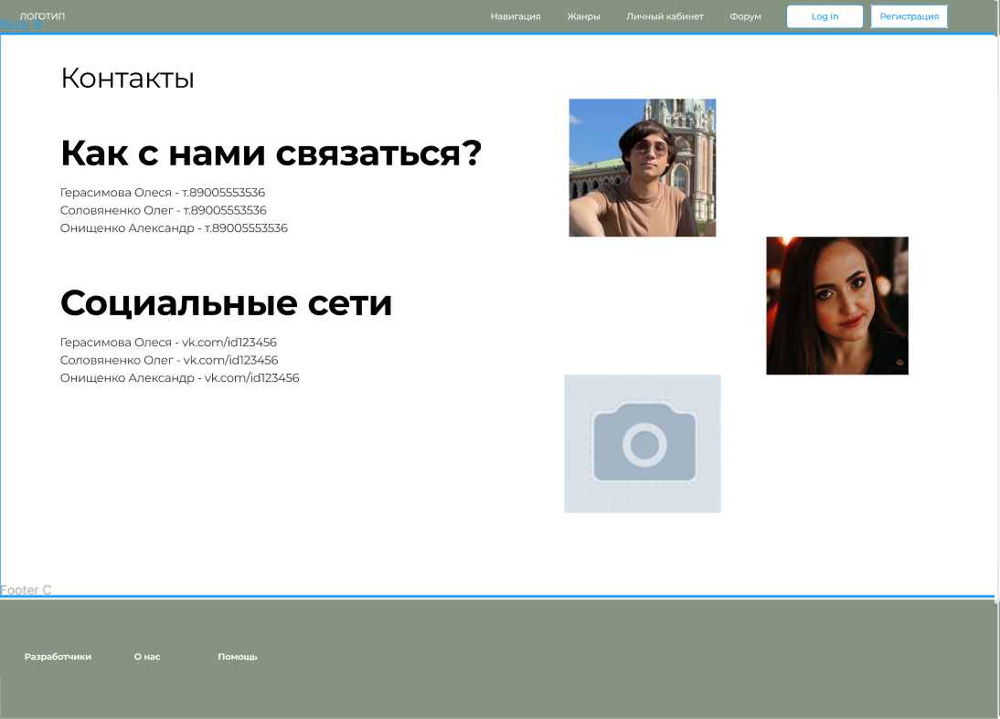 ЛОГОТИП
Навигация
Жанры
Личный кабинет
Форум
Log in
Регистрация
Body B
Контакты
Как с нами связаться?
Герасимова Олеся - т.89005553536
Соловяненко Олег - т.89005553536
Онищенко Александр - т.89005553536
Социальные сети
Герасимова Олеся - vk.com/id123456
Соловяненко Олег - vk.com/id123456
Онищенко Александр - vk.com/id123456
Footer C
Разработчики
О нас
Помощь